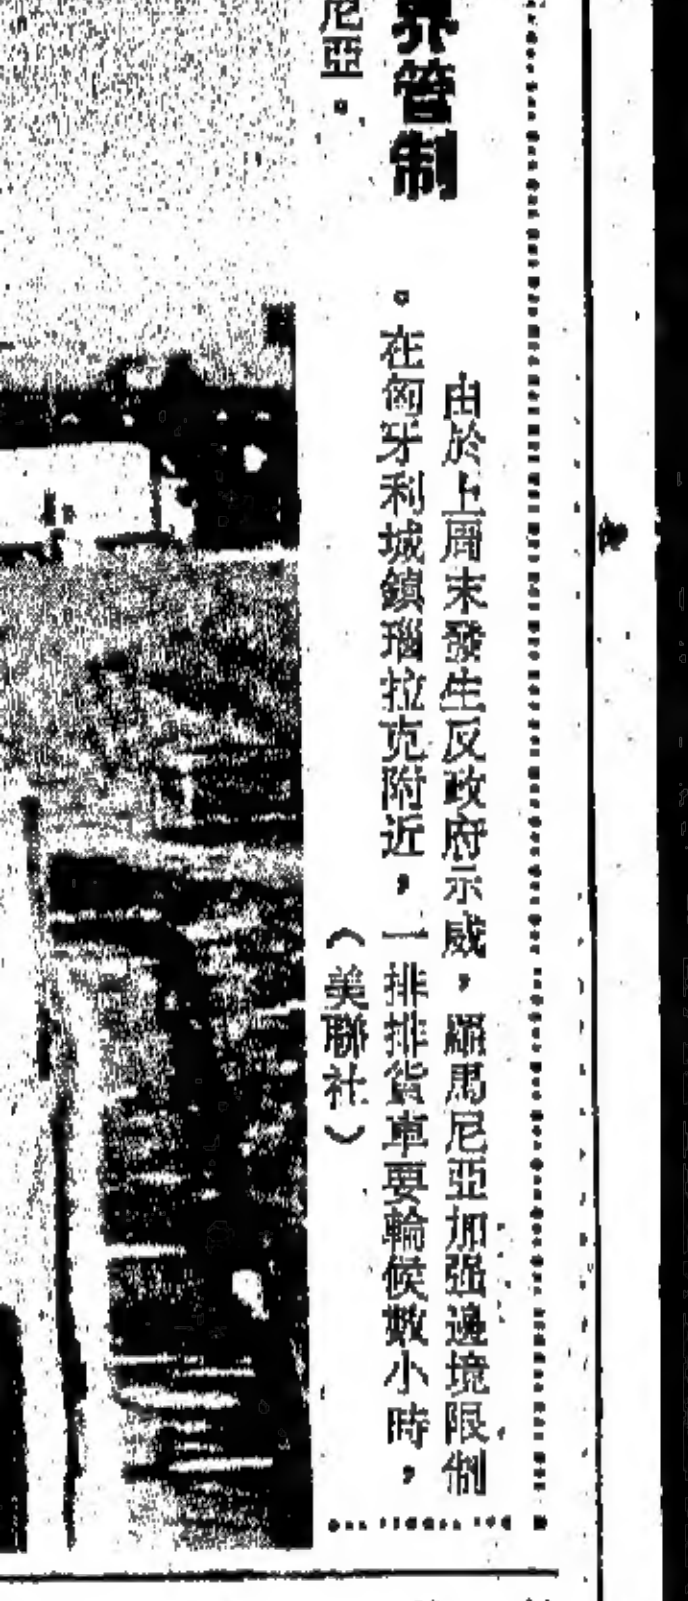 界管制
由於上周末發生反政府示威，羅馬尼亞加强邊境限制
。在匈牙利城鎮瑙拉克附近，一排排貨車要輪候數小時，
尼亞。
（美聯社）